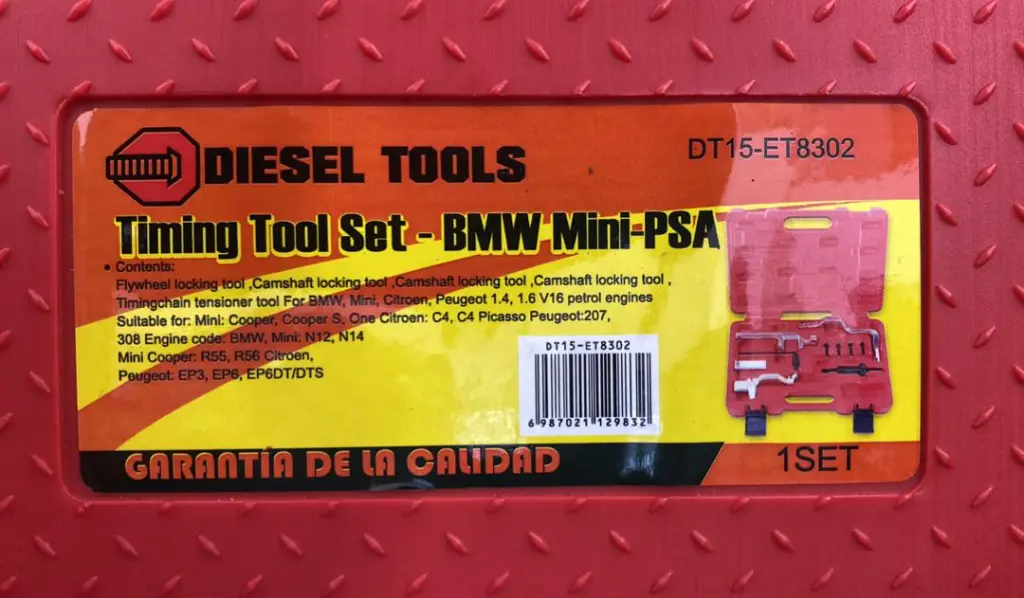 DIESEL TOOLS
DT15-ET8302
Timing Tool Set - BMW Mini-PSA
• Contents:
Flywheel locking tool ,Camshaft locking tool ,Camshaft locking tool ,Camshaft locking tool ,
Timingchain tensioner tool For BMW, Mini, Citroen, Peugeot 1.4, 1.6 V16 petrol engines
Suitable for: Mini: Cooper, Cooper S, One Citroen: C4, C4 Picasso Peugeot:207,
308 Engine code: BMW, Mini: N12, N14
Mini Cooper: R55, R56 Citroen,
Peugeot: EP3, EP6, EP6DT/DTS
DT15-ET8302
6 987021 129832
GARANTÍA DE LA CALIDAD
1SET